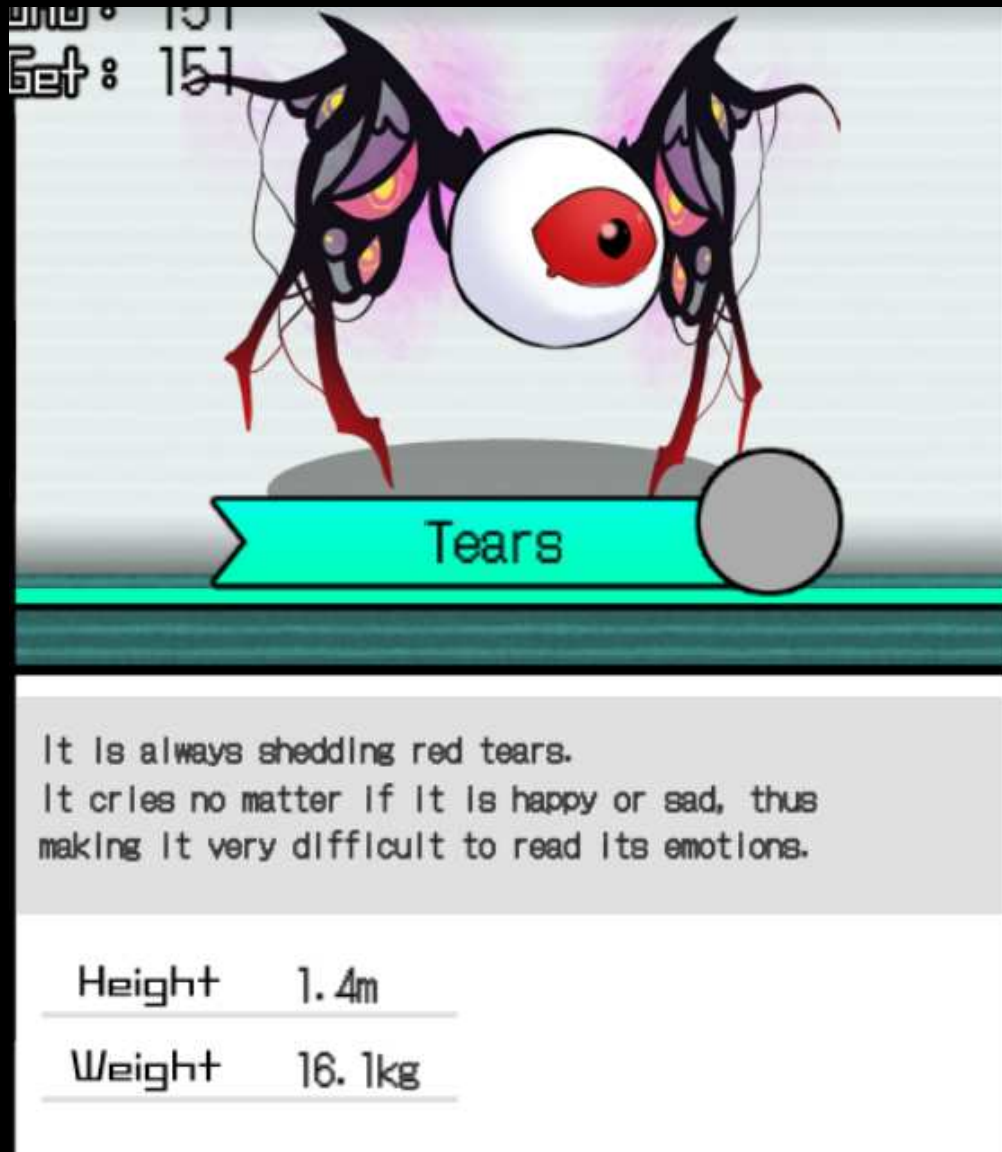 151
Get: 151
Tears
It is always shedding red tears.
It cries no matter if it is happy or sad, thus
making it very difficult to read its emotions.
Height 1.4m
Weight 16.1kg